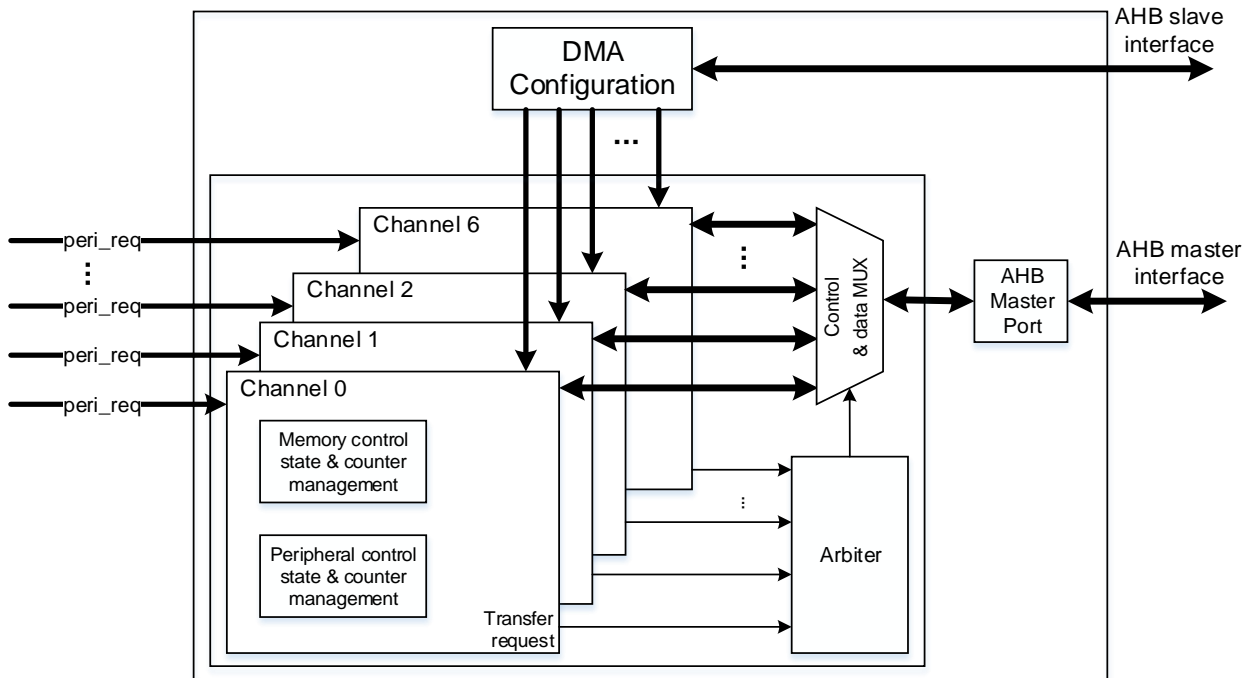 AHB slave
interface
DMA
Configuration
...
Channel 6
peri_req
...
AHB master
interface
Channel 2
peri_req
...
Control
& data MUX
AHB
Master
Port
Channel 1
peri_req
Channel 0
peri_req
Memory control
state & counter
management
...
Peripheral control
state & counter
management
Arbiter
Transfer
request